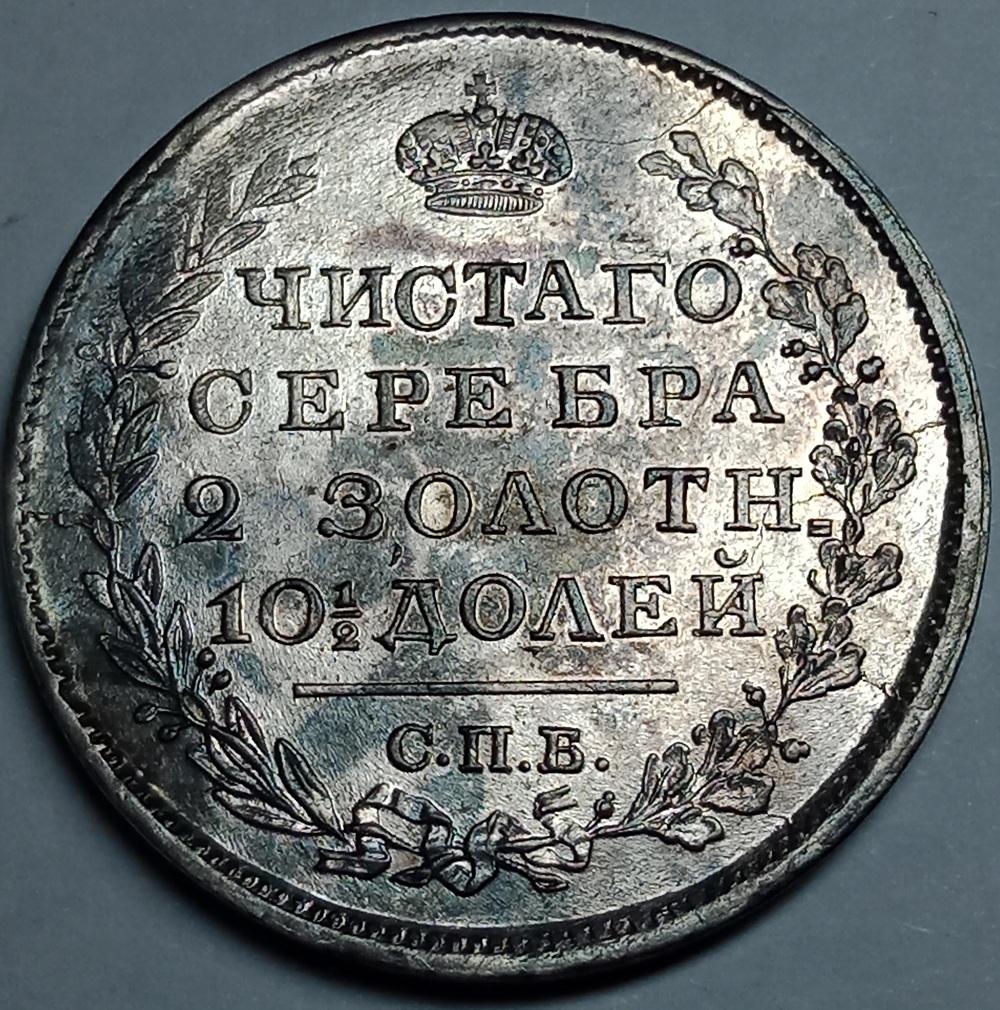 ЧИСТАГО
СЕРЕБРА
2 ЗОЛОТН=
10½ ДОЛЕЙ
С.П.Б.